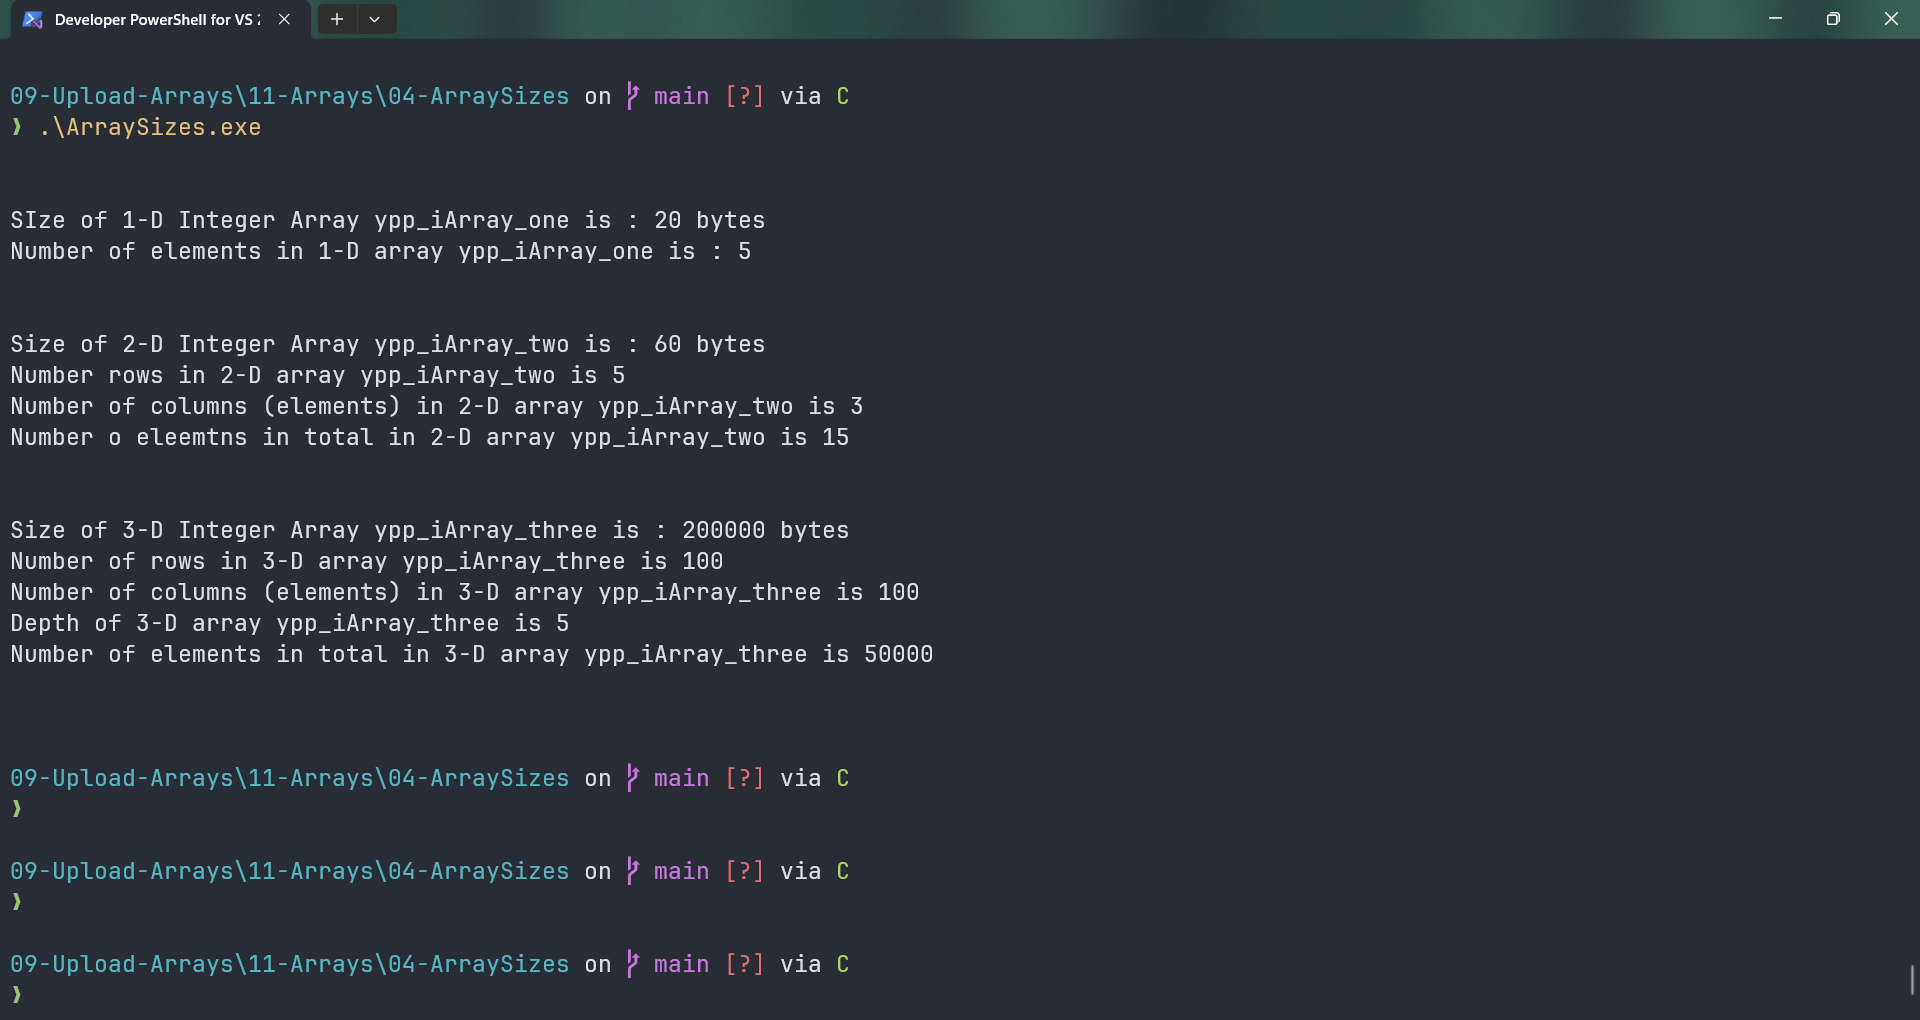 Developer PowerShell for VS 2
09-Upload-Arrays\11-Arrays\04-ArraySizes on main [?] via C
❯ .\ArraySizes.exe
SIze of 1-D Integer Array ypp_iArray_one is : 20 bytes
Number of elements in 1-D array ypp_iArray_one is : 5
Size of 2-D Integer Array ypp_iArray_two is : 60 bytes
Number rows in 2-D array ypp_iArray_two is 5
Number of columns (elements) in 2-D array ypp_iArray_two is 3
Number o eleemtns in total in 2-D array ypp_iArray_two is 15
Size of 3-D Integer Array ypp_iArray_three is : 200000 bytes
Number of rows in 3-D array ypp_iArray_three is 100
Number of columns (elements) in 3-D array ypp_iArray_three is 100
Depth of 3-D array ypp_iArray_three is 5
Number of elements in total in 3-D array ypp_iArray_three is 50000
09-Upload-Arrays\11-Arrays\04-ArraySizes on main [?] via C
❯
09-Upload-Arrays\11-Arrays\04-ArraySizes on main [?] via C
❯
09-Upload-Arrays\11-Arrays\04-ArraySizes on main [?] via C
❯